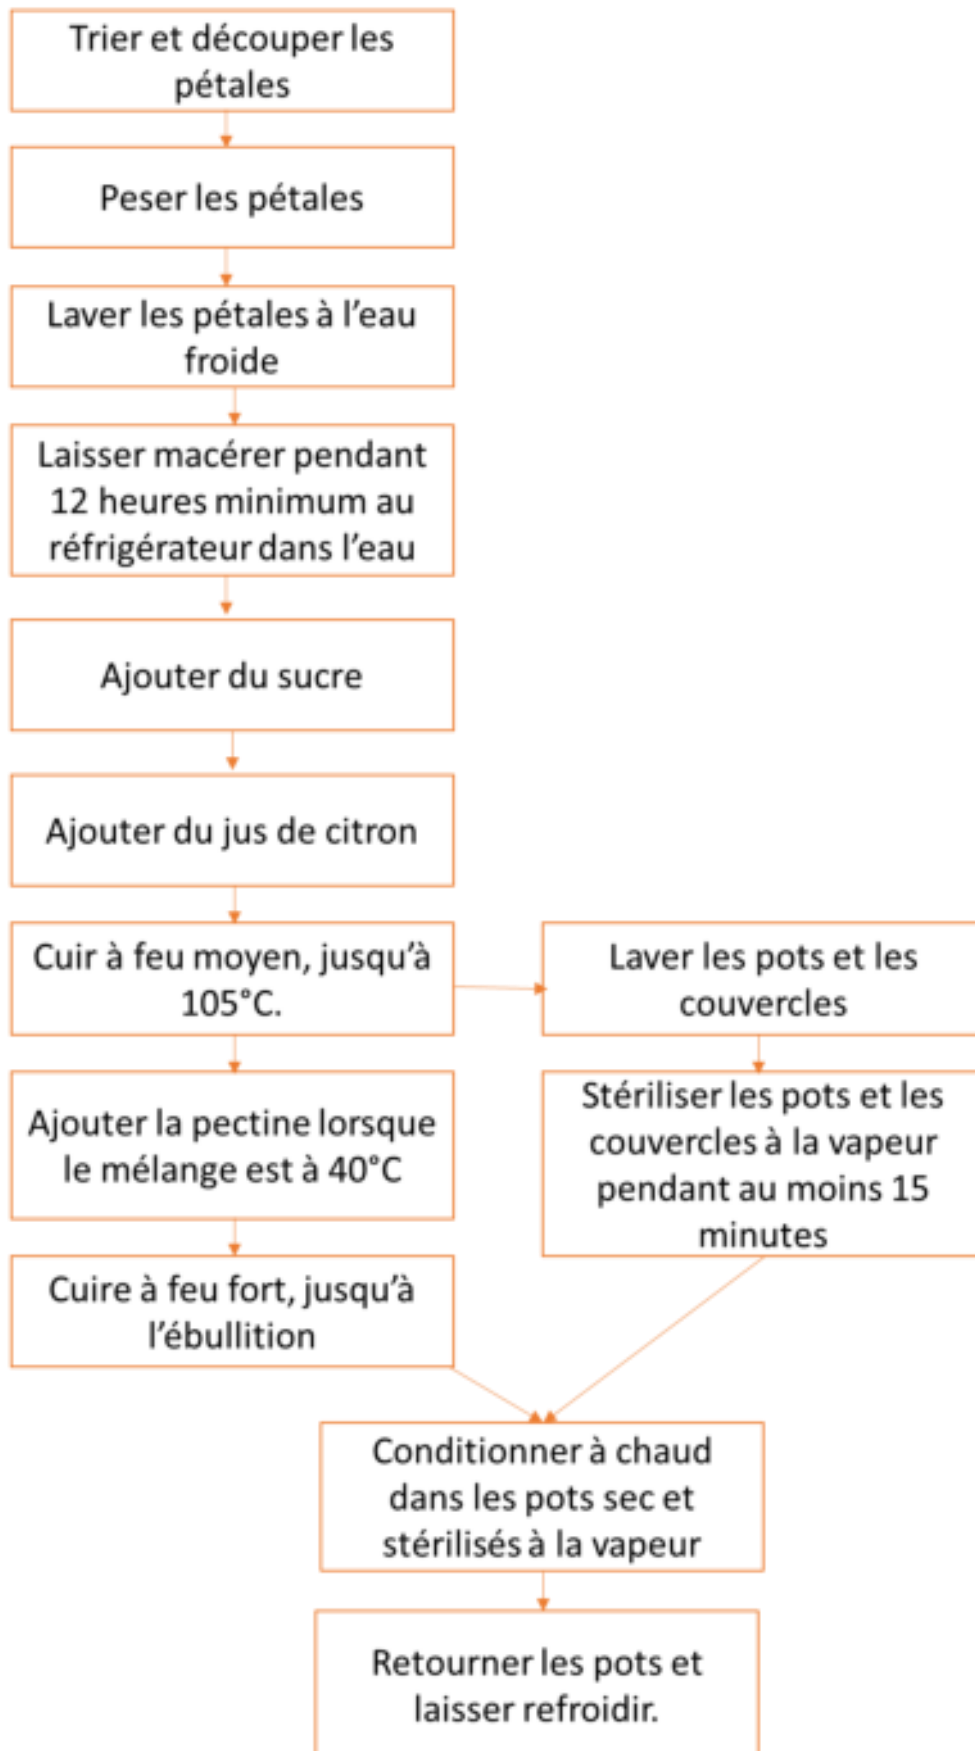 Trier et découper les
pétales
Peser les pétales
Laver les pétales à l’eau
froide
Laisser macérer pendant
12 heures minimum au
réfrigérateur dans l’eau
Ajouter du sucre
Ajouter du jus de citron
Cuir à feu moyen, jusqu’à
105°C.
Laver les pots et les
couvercles
Ajouter la pectine lorsque
le mélange est à 40°C
Stériliser les pots et les
couvercles à la vapeur
pendant au moins 15
minutes
Cuire à feu fort, jusqu’à
l’ébullition
Conditionner à chaud
dans les pots sec et
stérilisés à la vapeur
Retourner les pots et
laisser refroidir.